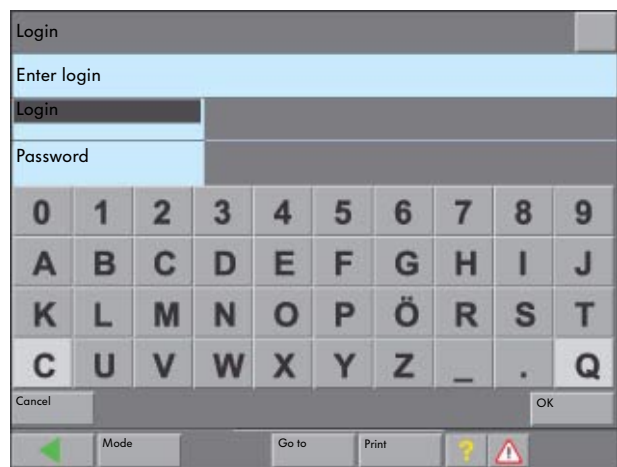 Login
Enter login
Login
Password
0 1 2 3 4 5 6 7 8 9
A B C D E F G H I J
K L M N O P Ö R S T
C U V W X Y Z _ . Q
Cancel OK
Mode Go to Print ? !